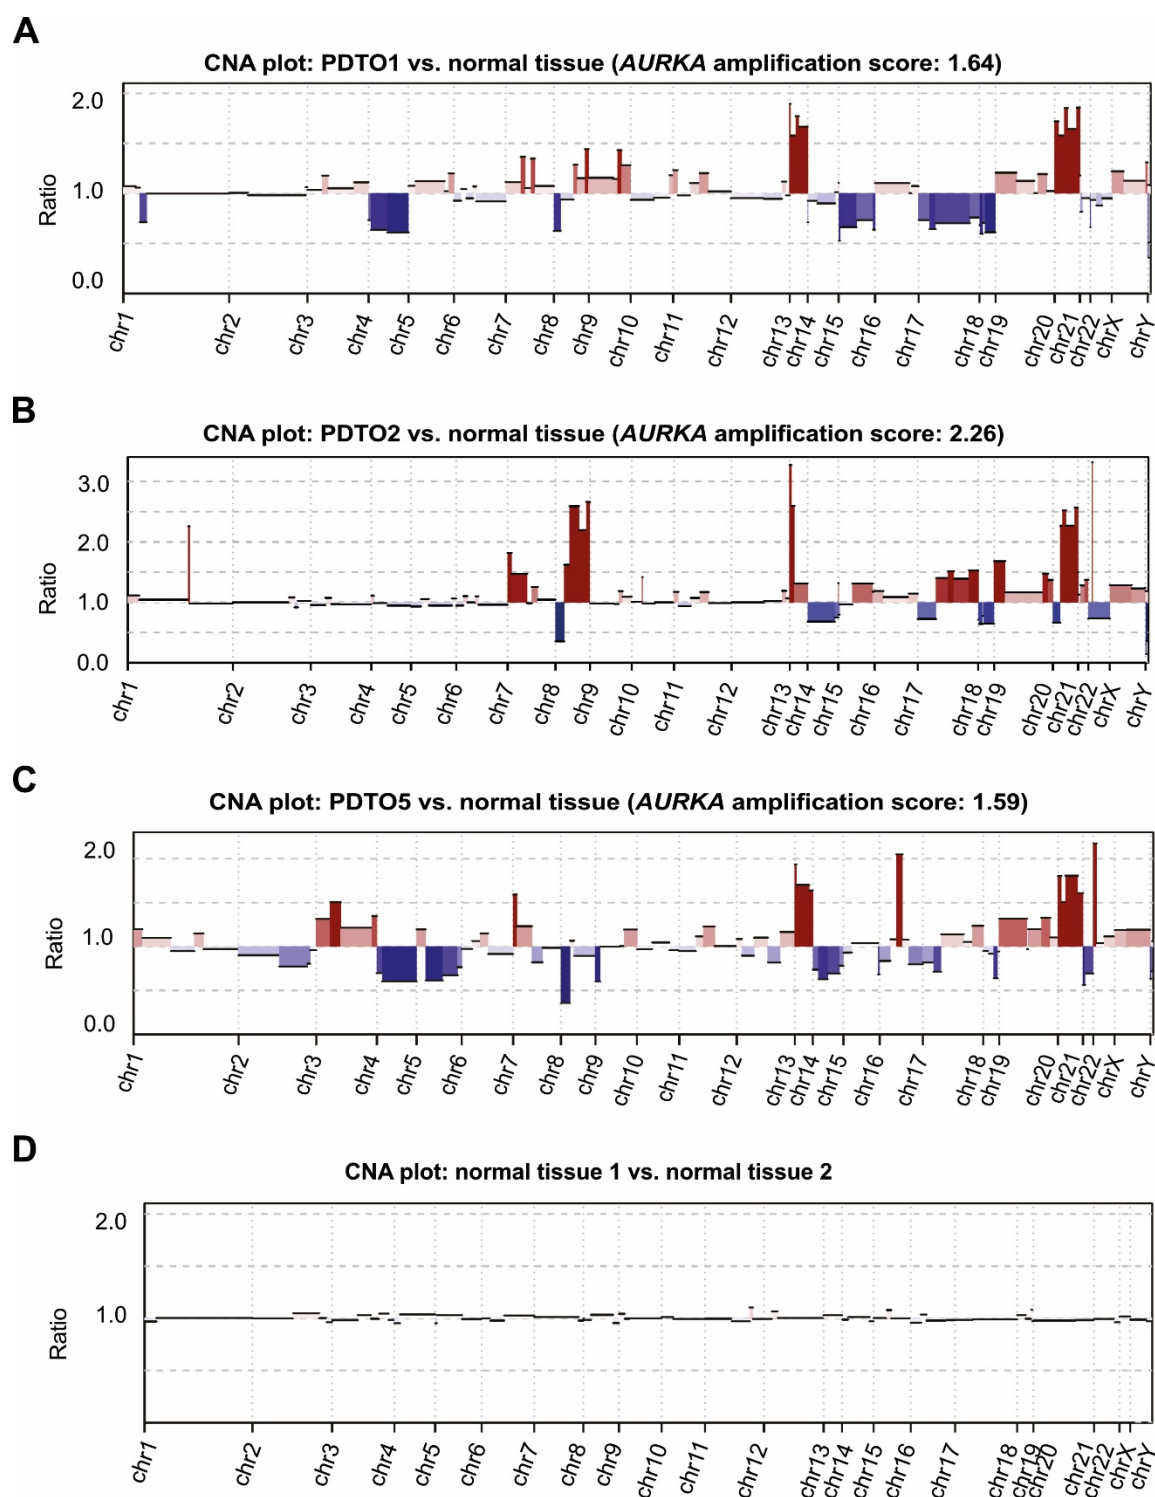 A
CNA plot: PDTO1 vs. normal tissue (AURKA amplification score: 1.64)
2.0
1.0
0.0
Ratio
chr1 chr2 chr3 chr4 chr5 chr6 chr7 chr8 chr9 chr10 chr11 chr12 chr13 chr14 chr15 chr16 chr17 chr18 chr19 chr20 chr21 chr22 chrX chrY
B
CNA plot: PDTO2 vs. normal tissue (AURKA amplification score: 2.26)
3.0
2.0
1.0
0.0
Ratio
chr1 chr2 chr3 chr4 chr5 chr6 chr7 chr8 chr9 chr10 chr11 chr12 chr13 chr14 chr15 chr16 chr17 chr18 chr19 chr20 chr21 chr22 chrX chrY
C
CNA plot: PDTO5 vs. normal tissue (AURKA amplification score: 1.59)
2.0
1.0
0.0
Ratio
chr1 chr2 chr3 chr4 chr5 chr6 chr7 chr8 chr9 chr10 chr11 chr12 chr13 chr14 chr15 chr16 chr17 chr18 chr19 chr20 chr21 chr22 chrX chrY
D
CNA plot: normal tissue 1 vs. normal tissue 2
2.0
1.0
Ratio
chr1 chr2 chr3 chr4 chr5 chr6 chr7 chr8 chr9 chr10 chr11 chr12 chr13 chr14 chr15 chr16 chr17 chr18 chr19 chr20 chr21 chr22 chrX chrY